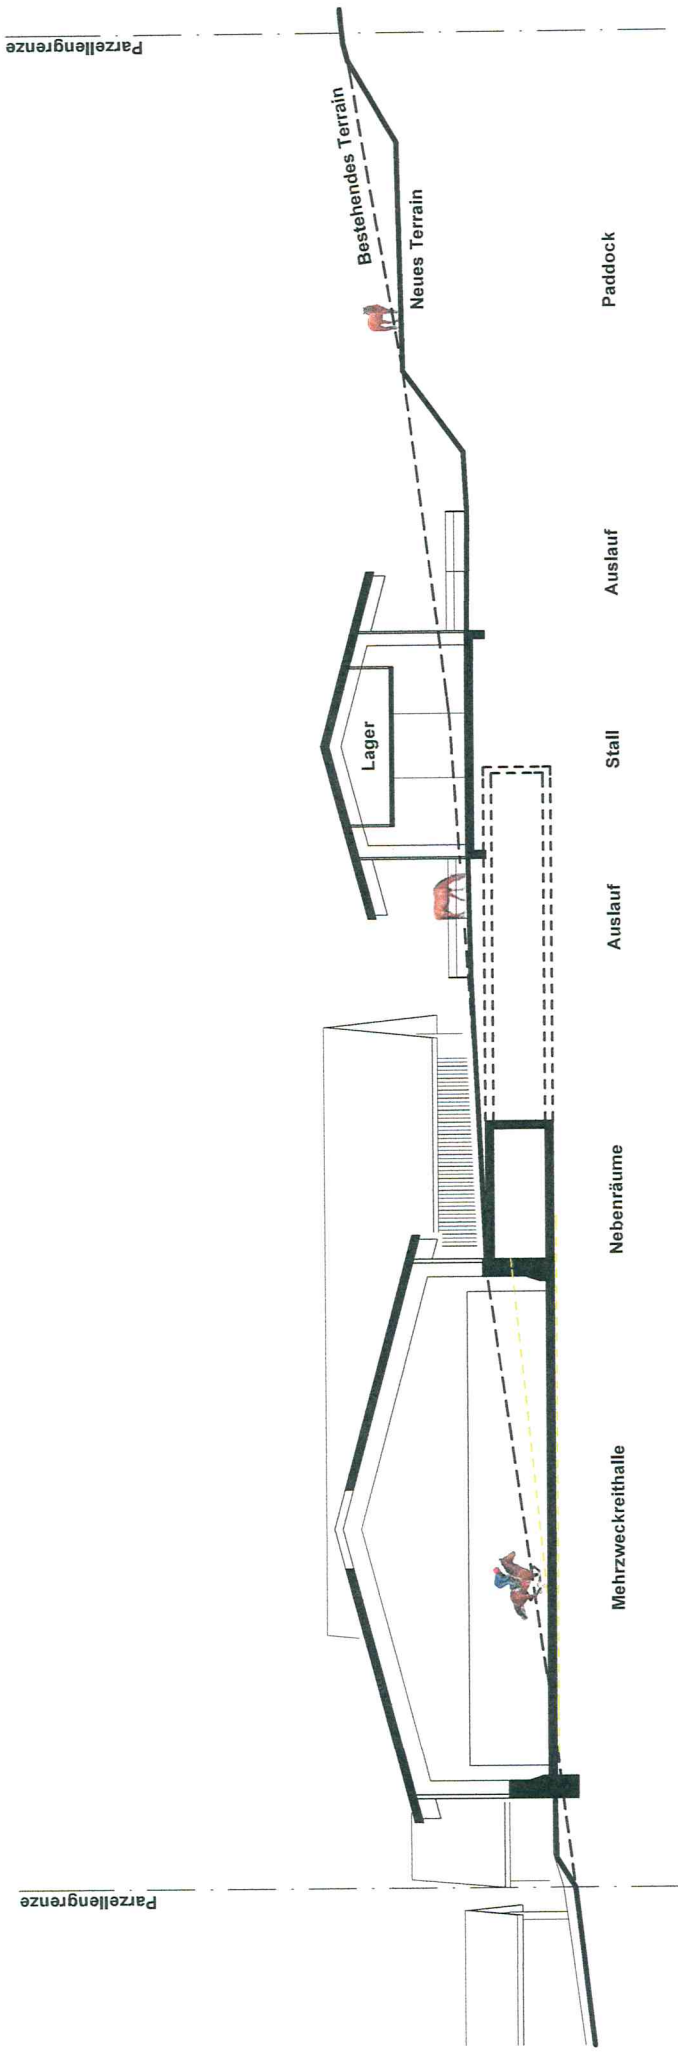 Parzellengrenze
Parzellengrenze
Bestehendes Terrain
Neues Terrain
Lager
Mehrzweckreithalle
Nebenräume
Auslauf
Stall
Auslauf
Paddock